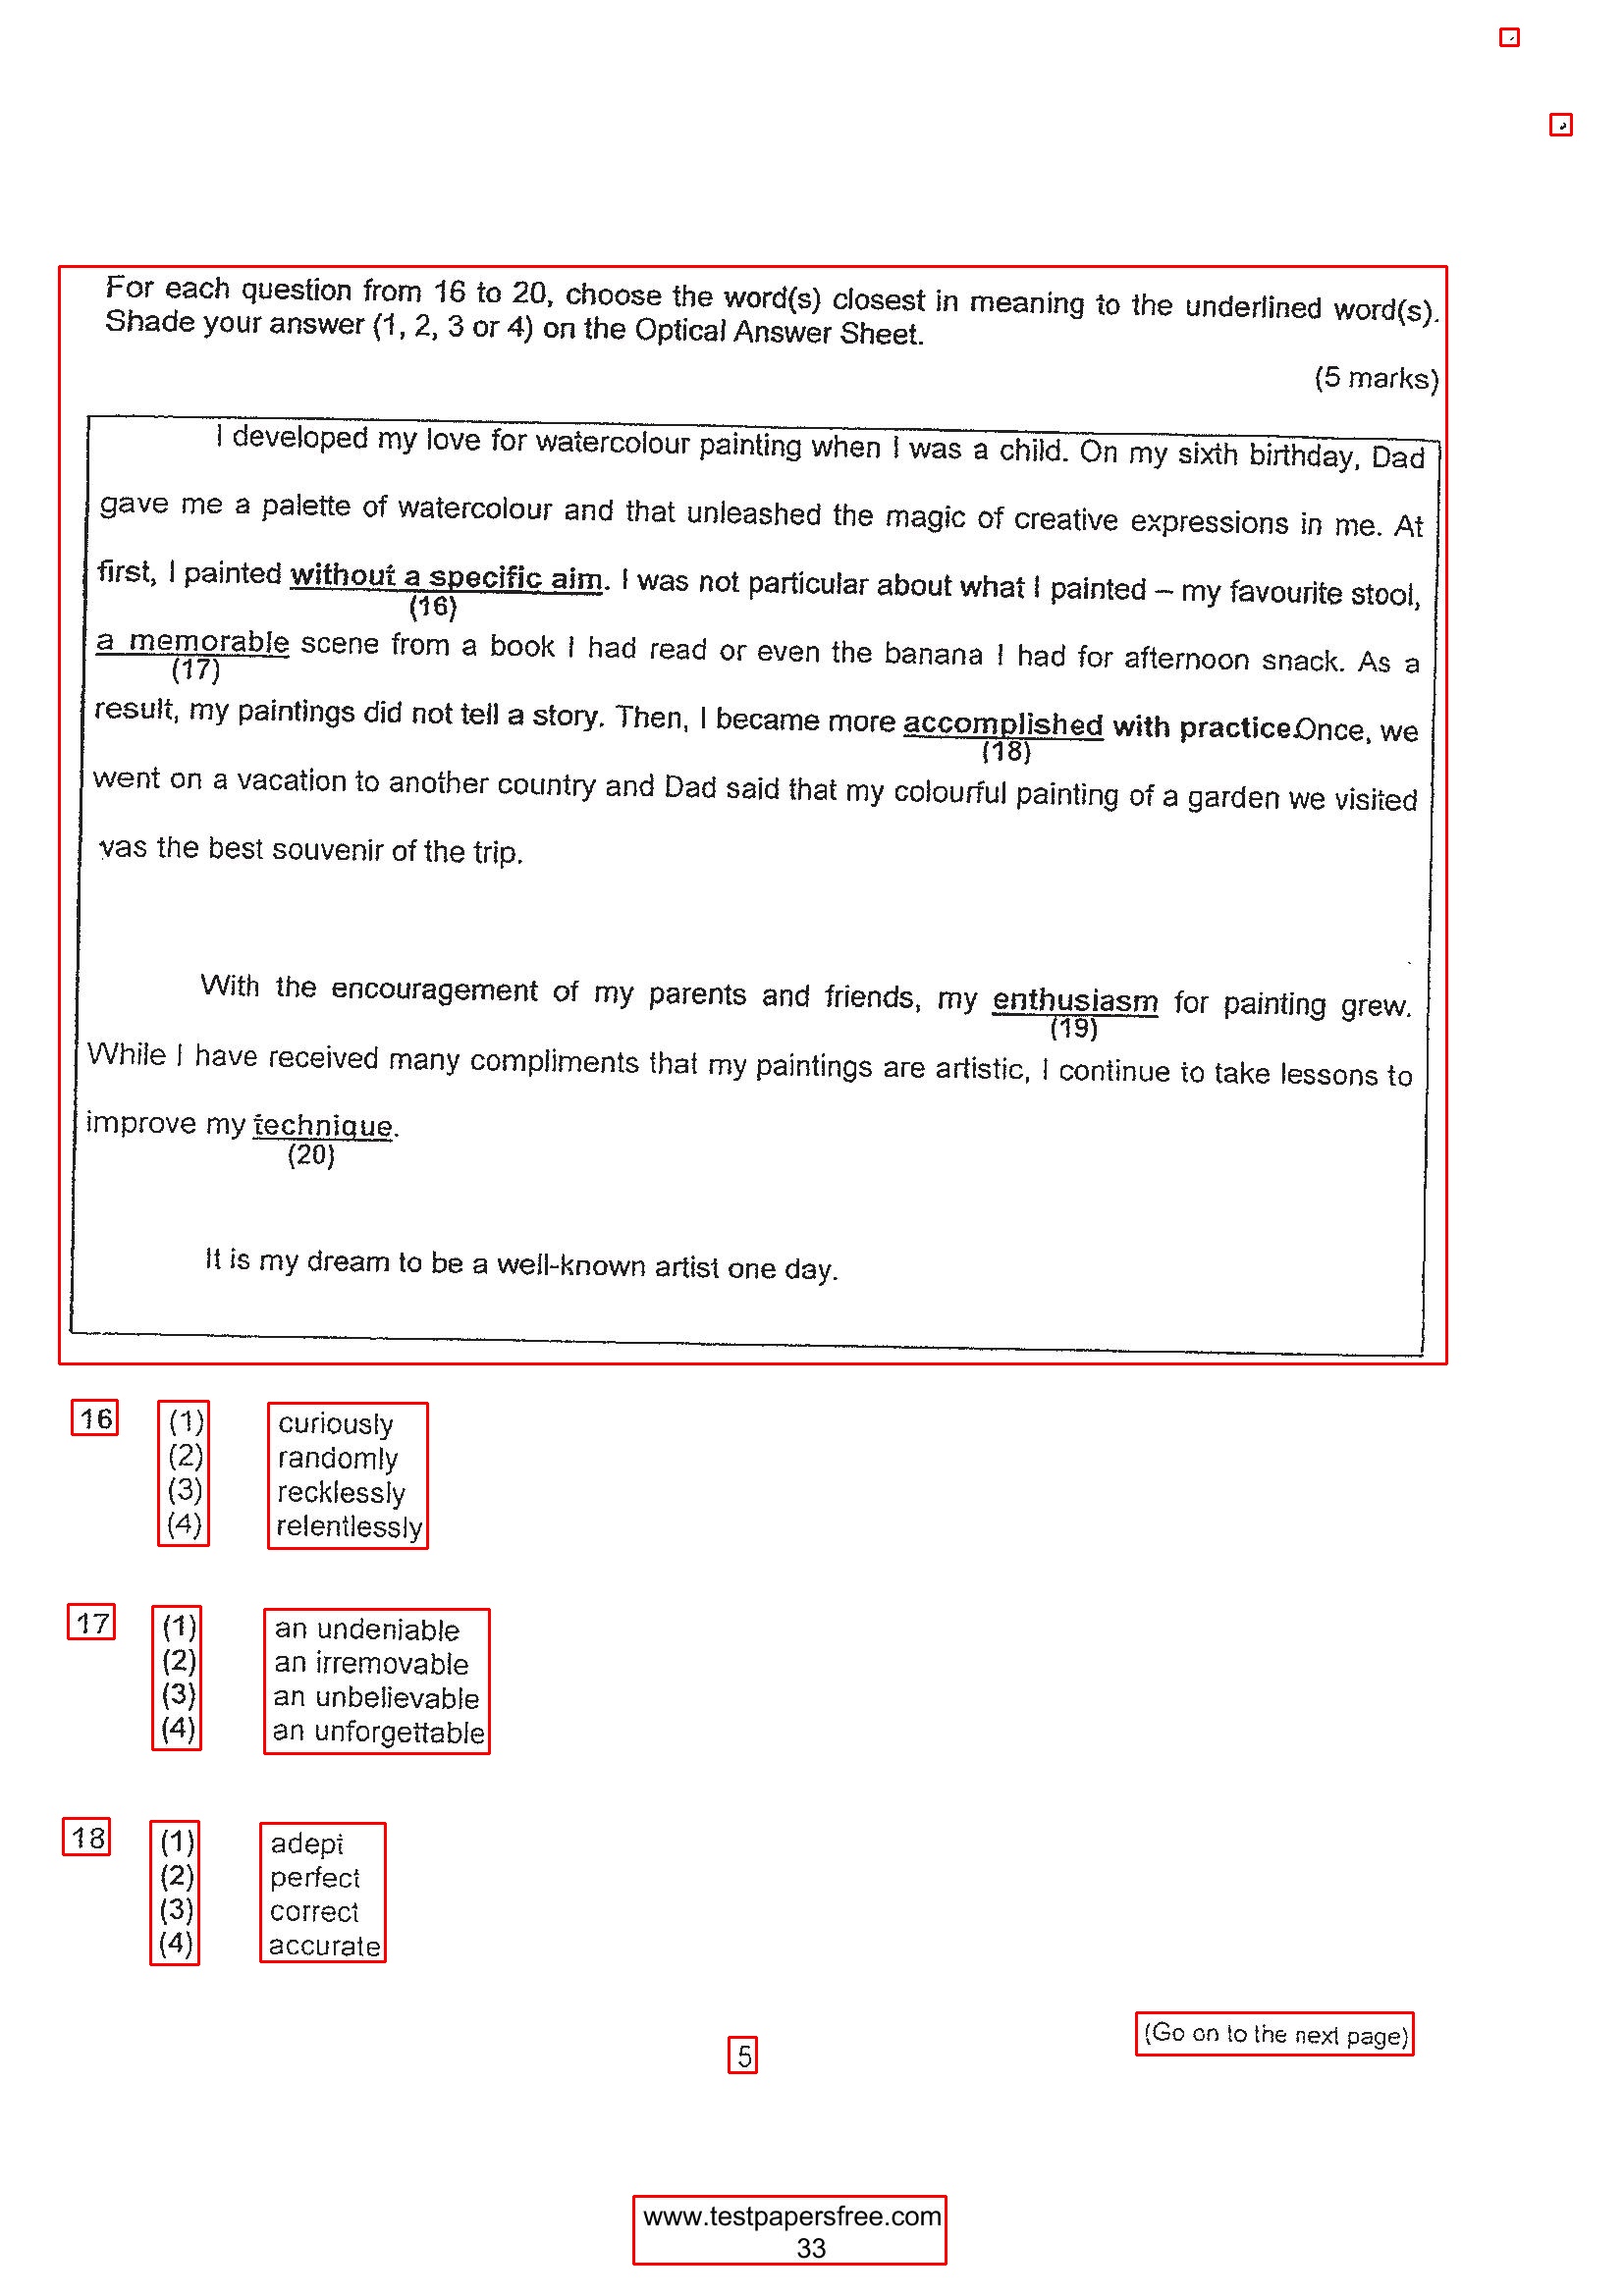 For each question from 16 to 20, choose the word(s) closest in meaning to the underlined word(s).
Shade your answer (1, 2, 3 or 4) on the Optical Answer Sheet.
(5 marks)
I developed my love for watercolour painting when I was a child. On my sixth birthday, Dad
gave me a palette of watercolour and that unleashed the magic of creative expressions in me. At
first, I painted without a specific aim. I was not particular about what I painted – my favourite stool,
(16)
a memorable scene from a book I had read or even the banana I had for afternoon snack. As a
(17)
result, my paintings did not tell a story. Then, I became more accomplished with practice.Once, we
(18)
went on a vacation to another country and Dad said that my colourful painting of a garden we visited
vas the best souvenir of the trip.
With the encouragement of my parents and friends, my enthusiasm for painting grew.
(19)
While I have received many compliments that my paintings are artistic, I continue to take lessons to
improve my technique.
(20)
It is my dream to be a well-known artist one day.
16 (1) curiously
(2) randomly
(3) recklessly
(4) relentlessly
17 (1) an undeniable
(2) an irremovable
(3) an unbelievable
(4) an unforgettable
18 (1) adept
(2) perfect
(3) correct
(4) accurate
(Go on to the next page)
5
www.testpapersfree.com
33